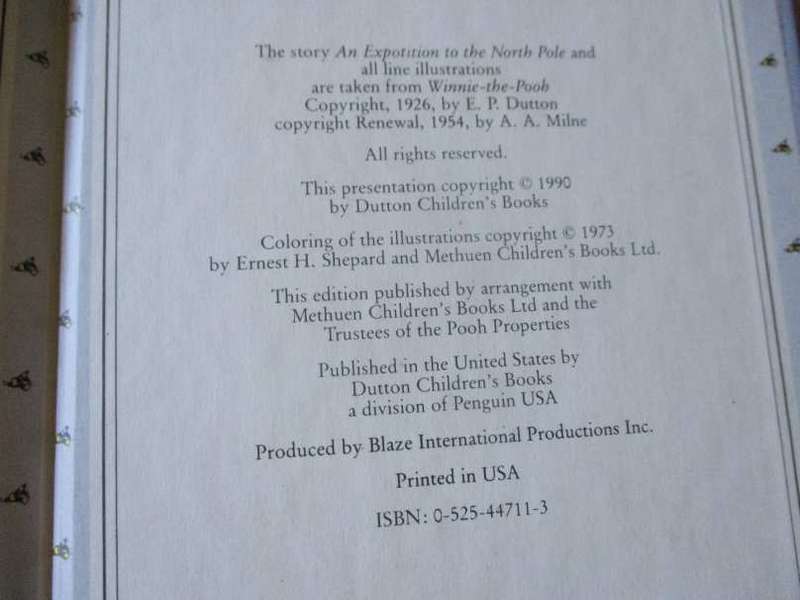 The story An Expotition to the North Pole and
all line illustrations
are taken from Winnie-the-Pooh
Copyright, 1926, by E. P. Dutton
copyright Renewal, 1954, by A. A. Milne
All rights reserved.
This presentation copyright © 1990
by Dutton Children's Books
Coloring of the illustrations copyright © 1973
by Ernest H. Shepard and Methuen Children's Books Ltd.
This edition published by arrangement with
Methuen Children's Books Ltd and the
Trustees of the Pooh Properties
Published in the United States by
Dutton Children's Books
a division of Penguin USA
Produced by Blaze International Productions Inc.
Printed in USA
ISBN: 0-525-44711-3